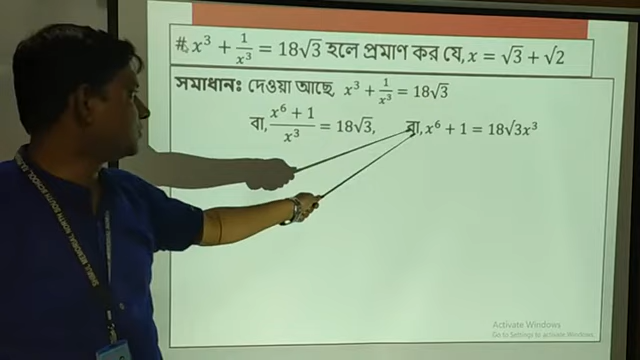 # x³ + 1/x³ = 18√3 হলে প্রমাণ কর যে, x = √3 + √2
সমাধানঃ দেওয়া আছে, x³ + 1/x³ = 18√3
বা, (x⁶ + 1)/x³ = 18√3, বা, x⁶ + 1 = 18√3x³
Activate Windows
Go to Settings to activate Windows.